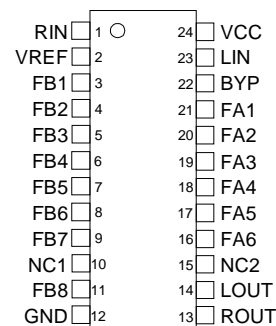 RIN 1 24 VCC
VREF 2 23 LIN
FB1 3 22 BYP
FB2 4 21 FA1
FB3 5 20 FA2
FB4 6 19 FA3
FB5 7 18 FA4
FB6 8 17 FA5
FB7 9 16 FA6
NC1 10 15 NC2
FB8 11 14 LOUT
GND 12 13 ROUT